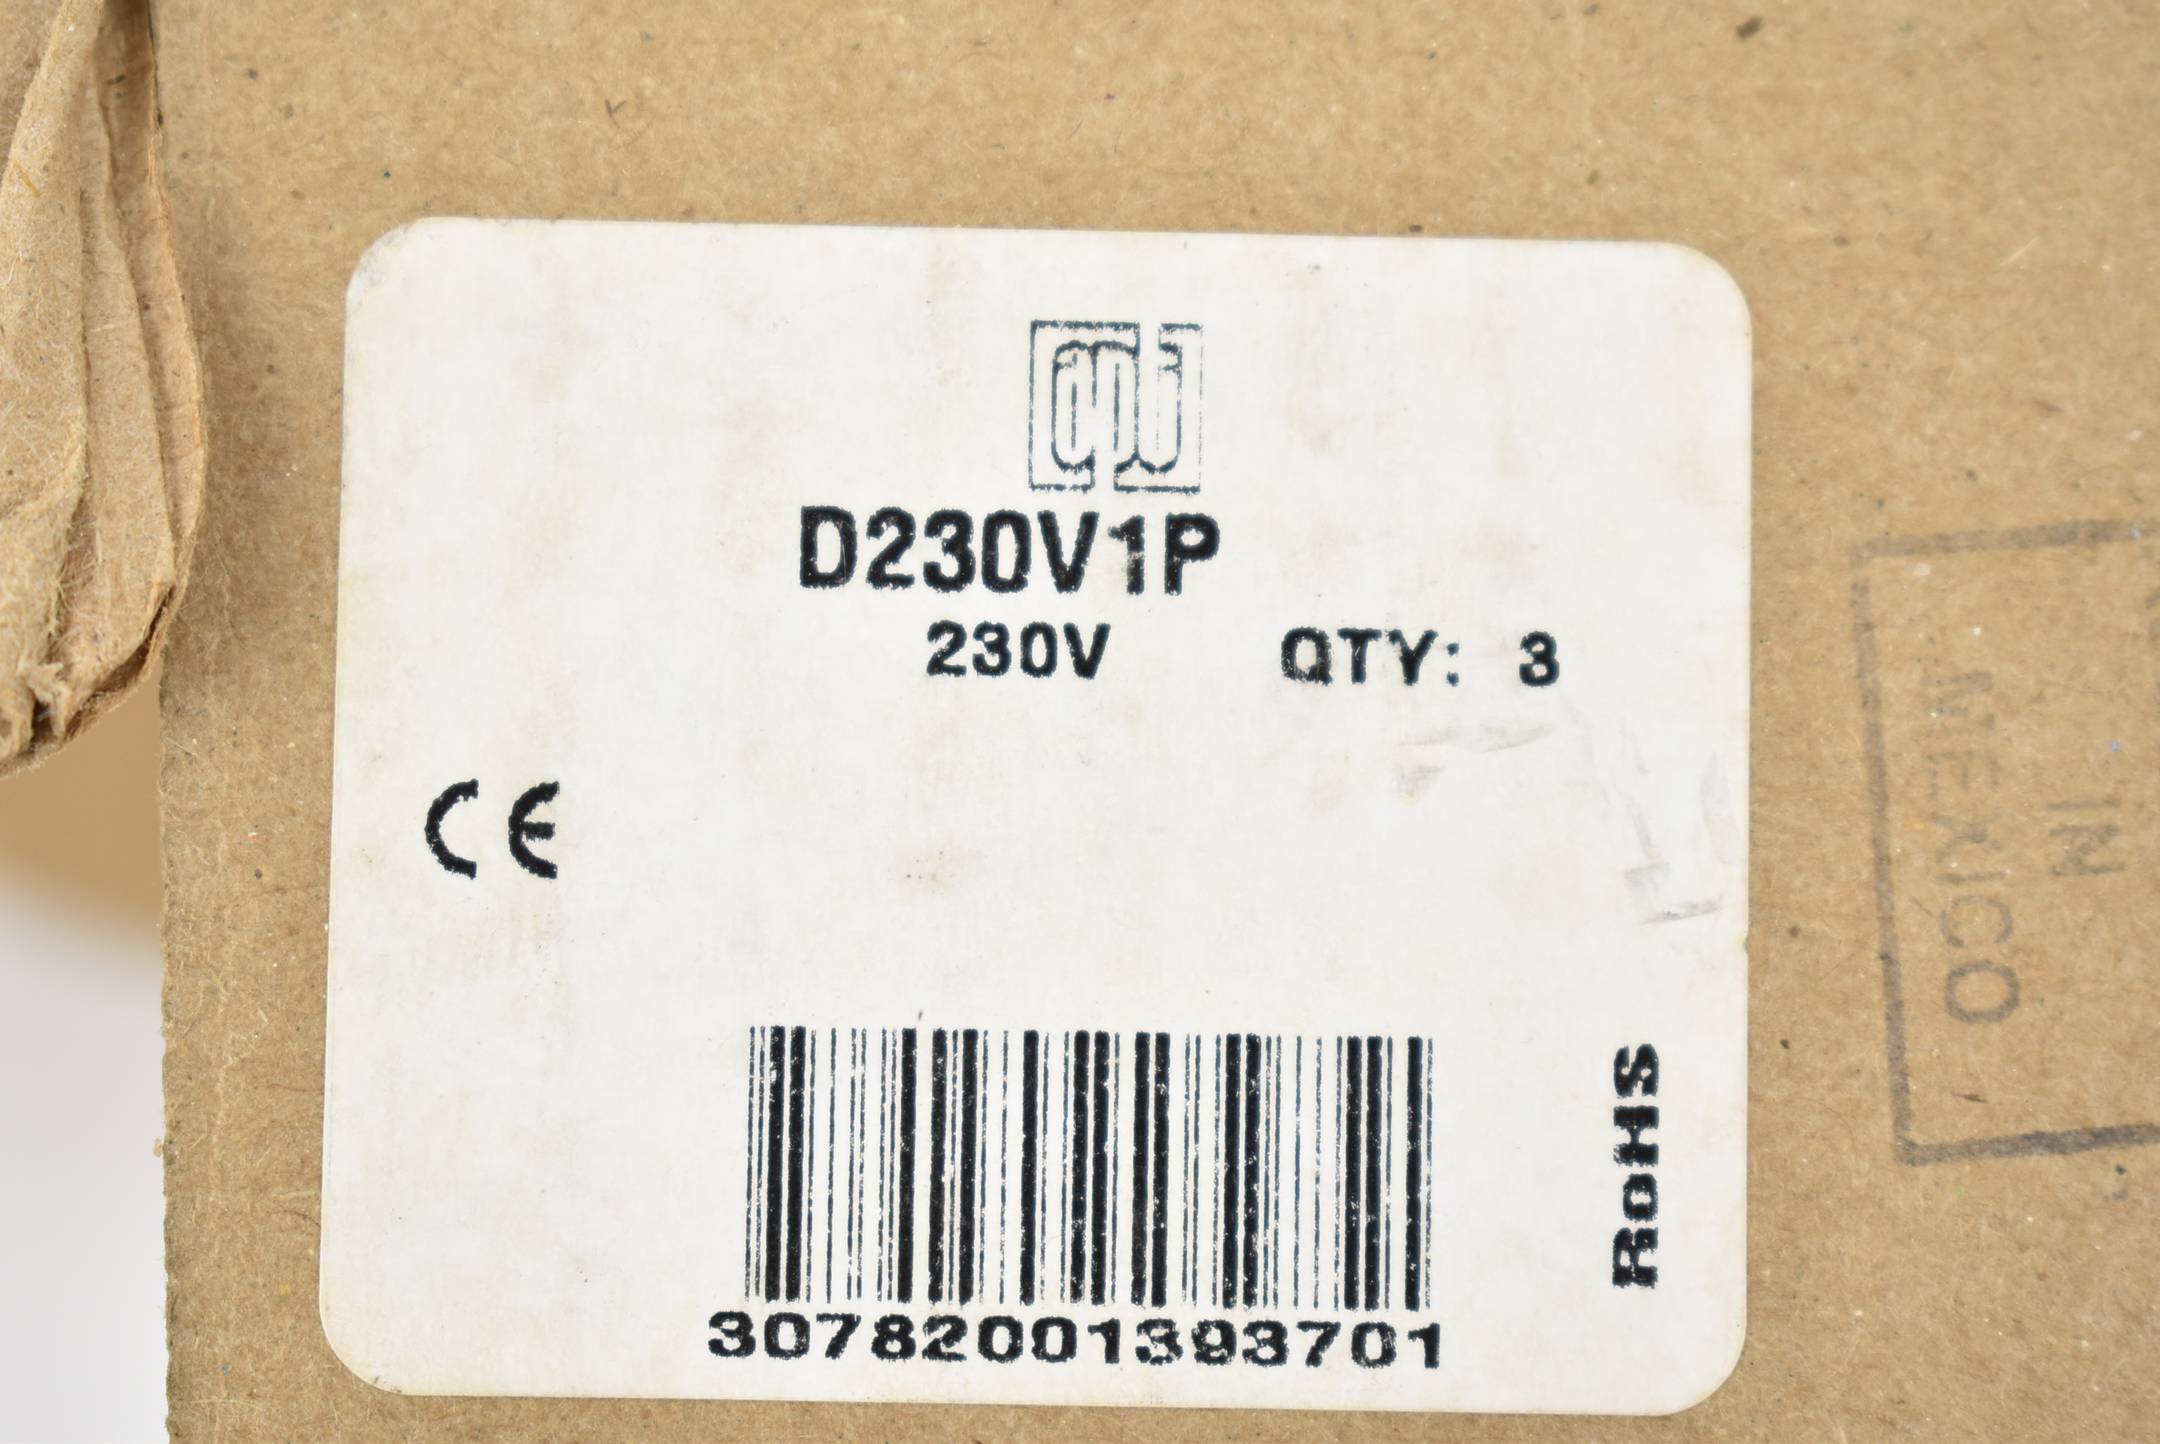 D230V1P
230V QTY: 3
CE
RoHS
30782001393701
IN
MEXICO